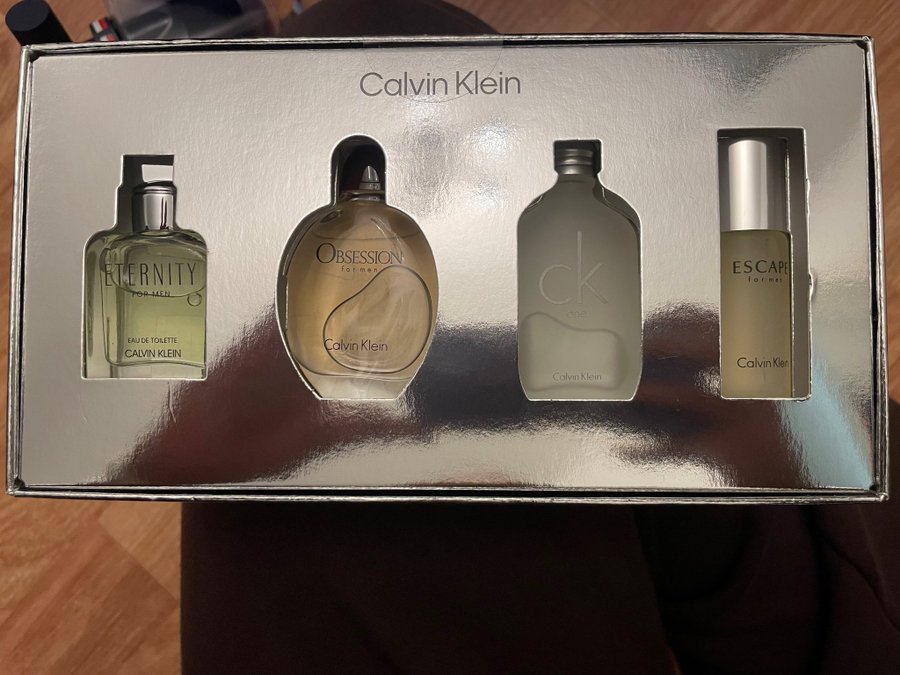 Calvin Klein
ETERNITY
FOR MEN
EAU DE TOILETTE
CALVIN KLEIN
OBSESSION
for men
Calvin Klein
ck
one
Calvin Klein
ESCAPE
for men
Calvin Klein